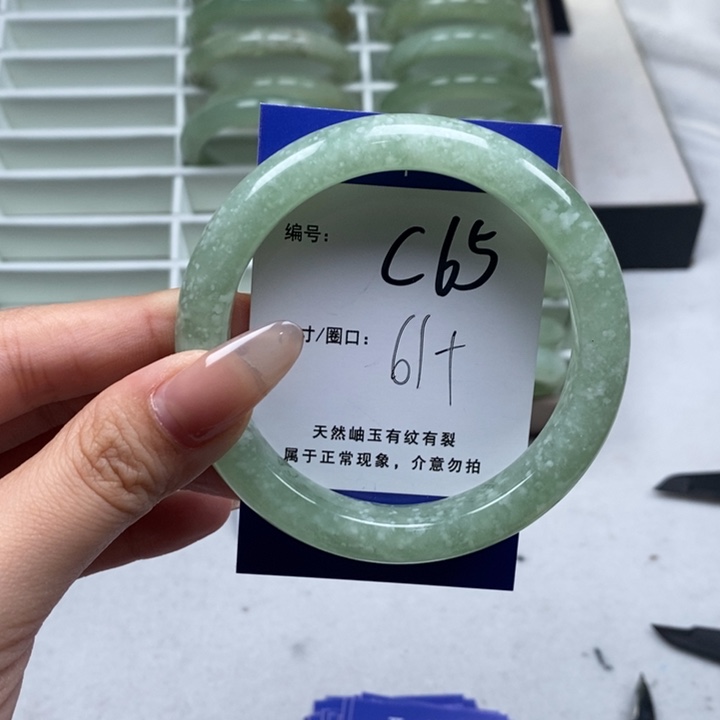 编号: C65
寸/圈口: 61+
天然岫玉有纹有裂
属于正常现象，介意勿拍